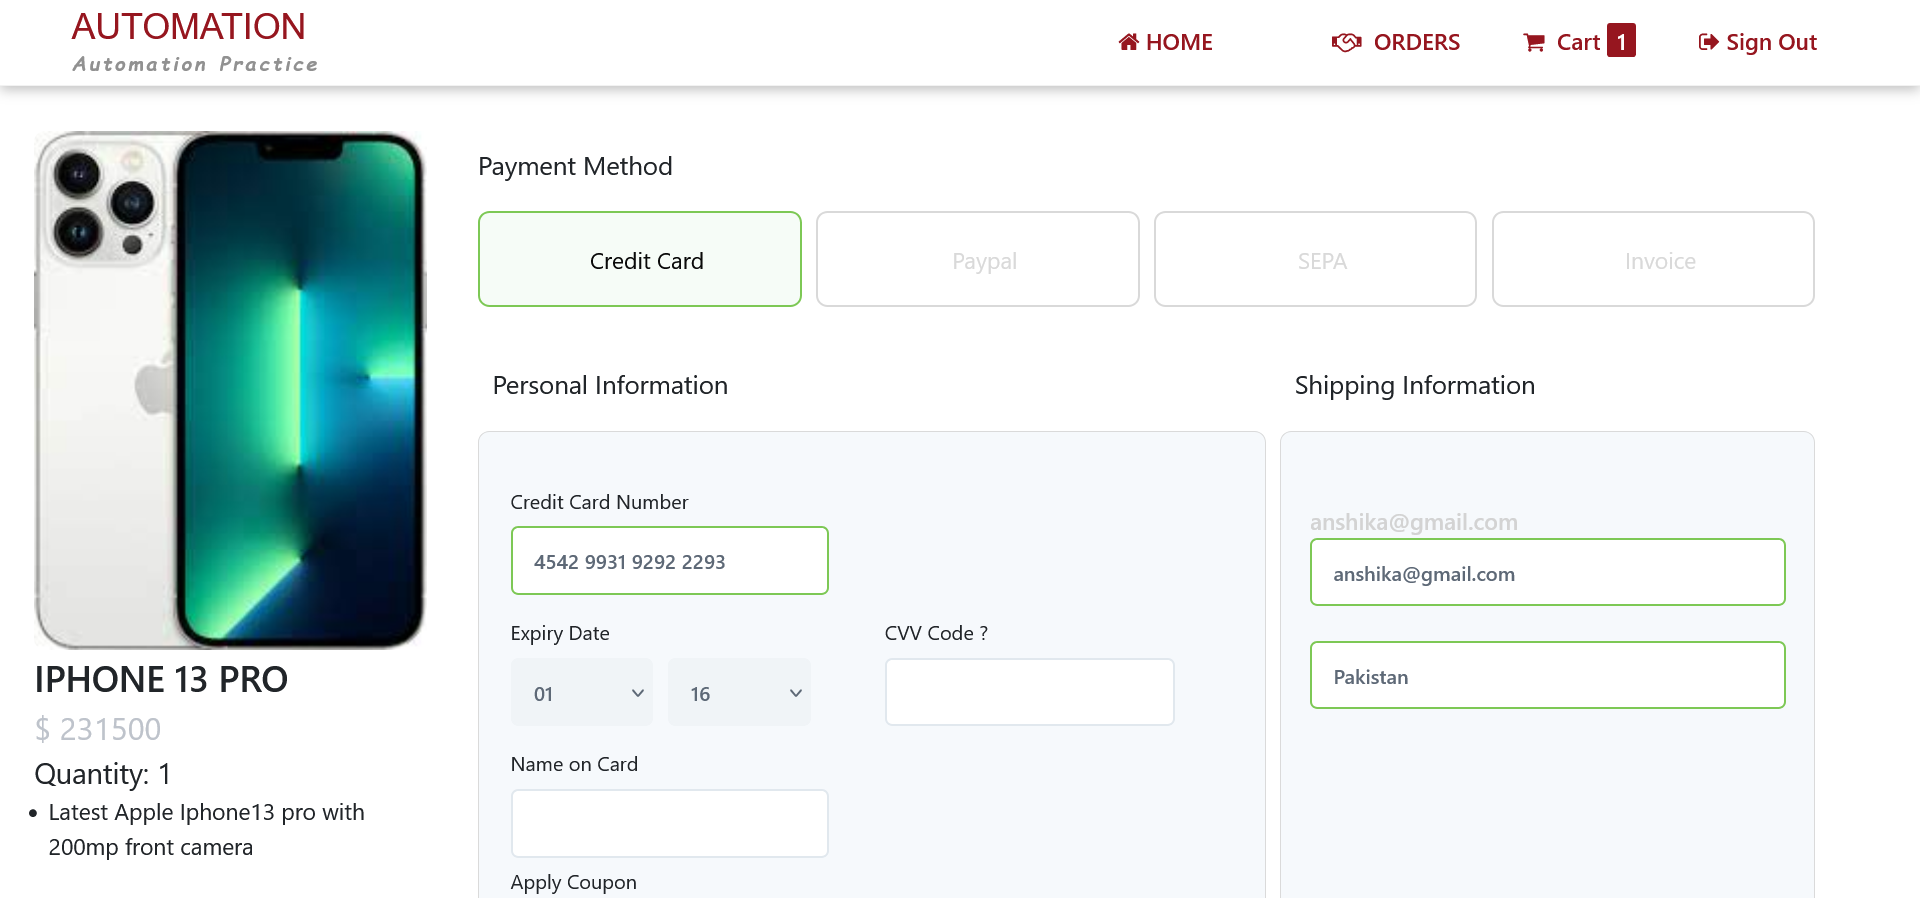 AUTOMATION
Automation Practice
HOME
ORDERS
Cart 1
Sign Out
Payment Method
Credit Card
Paypal
SEPA
Invoice
Personal Information
Shipping Information
Credit Card Number
4542 9931 9292 2293
Expiry Date
CVV Code ?
01
16
Name on Card
Apply Coupon
anshika@gmail.com
anshika@gmail.com
Pakistan
IPHONE 13 PRO
$ 231500
Quantity: 1
Latest Apple Iphone13 pro with
200mp front camera